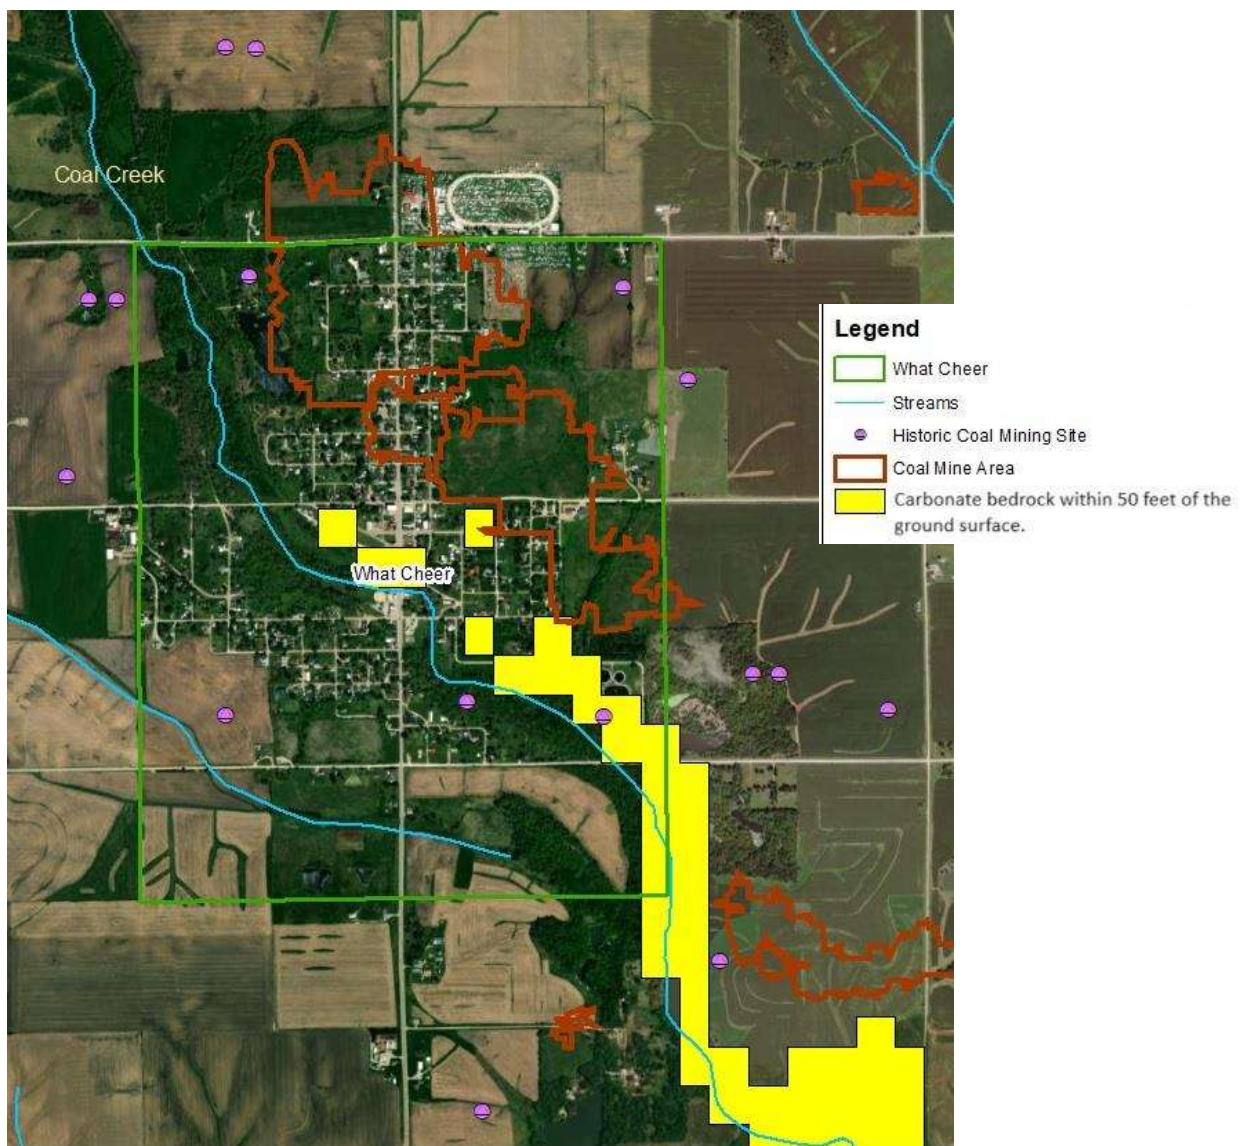 Coal Creek
What Cheer
Legend
What Cheer
Streams
Historic Coal Mining Site
Coal Mine Area
Carbonate bedrock within 50 feet of the
ground surface.